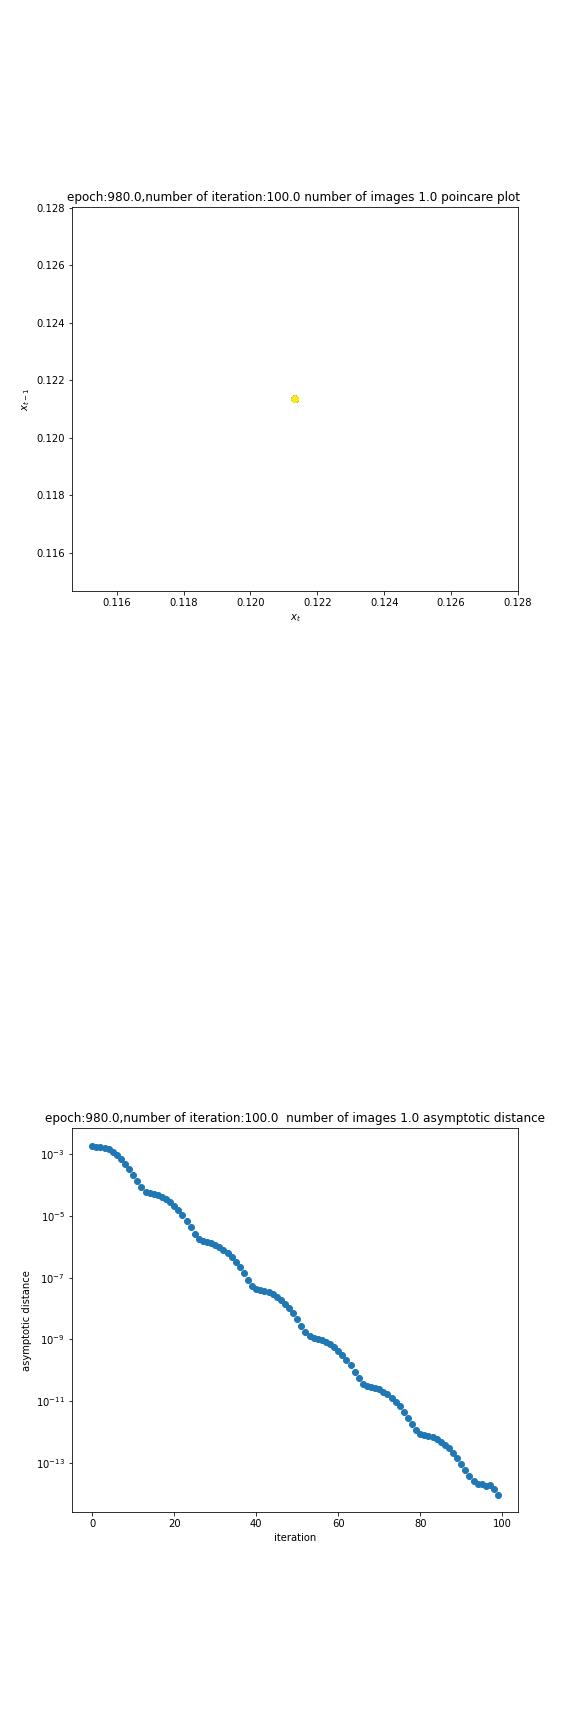 epoch:980.0,number of iteration:100.0 number of images 1.0 poincare plot
0.128
0.126
0.124
0.122
0.120
0.118
0.116
x_{t-1}
0.116 0.118 0.120 0.122 0.124 0.126 0.128
x_t
epoch:980.0,number of iteration:100.0  number of images 1.0 asymptotic distance
10^{-3}
10^{-5}
10^{-7}
10^{-9}
10^{-11}
10^{-13}
asymptotic distance
0 20 40 60 80 100
iteration